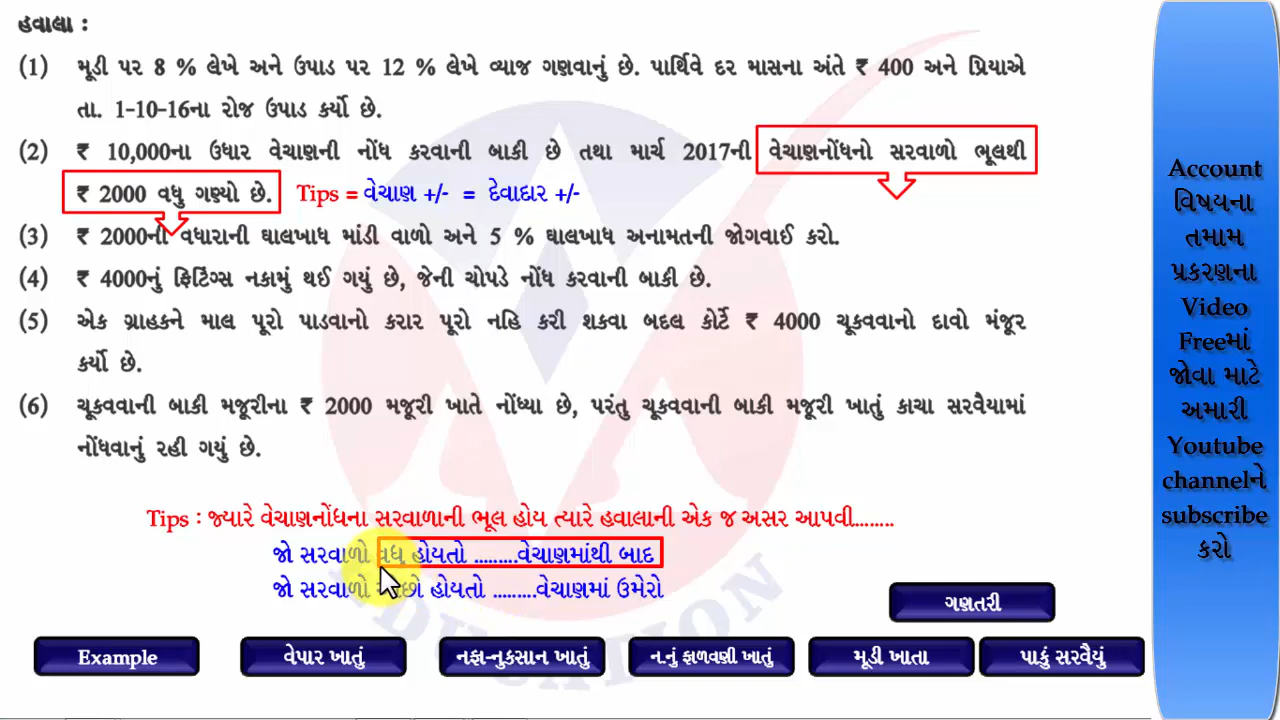 હવાલા :
(1) મૂડી પર 8 % લેખે અને ઉપાડ પર 12 % લેખે વ્યાજ ગણવાનું છે. પાર્થિવે દર માસના અંતે ₹ 400 અને પ્રિયાએ
તા. 1-10-16ના રોજ ઉપાડ કર્યો છે.
(2) ₹ 10,000ના ઉધાર વેચાણની નોંધ કરવાની બાકી છે તથા માર્ચ 2017ની વેચાણનોંધનો સરવાળો ભૂલથી
₹ 2000 વધુ ગણ્યો છે. Tips = વેચાણ +/- = દેવાદાર +/-
(3) ₹ 2000ની વધારાની ઘાલખાધ માંડી વાળો અને 5 % ઘાલખાધ અનામતની જોગવાઈ કરો.
(4) ₹ 4000નું ફિટિંગ્સ નકામું થઈ ગયું છે, જેની ચોપડે નોંધ કરવાની બાકી છે.
(5) એક ગ્રાહકને માલ પૂરો પાડવાનો કરાર પૂરો નહિ કરી શકવા બદલ કોર્ટે ₹ 4000 ચૂકવવાનો દાવો મંજૂર
કર્યો છે.
(6) ચૂકવવાની બાકી મજૂરીના ₹ 2000 મજૂરી ખાતે નોંધ્યા છે, પરંતુ ચૂકવવાની બાકી મજૂરી ખાતું કાચા સરવૈયામાં
નોંધવાનું રહી ગયું છે.
Tips : જ્યારે વેચાણનોંધના સરવાળાની ભૂલ હોય ત્યારે હવાલાની એક જ અસર આપવી........
જો સરવાળો વધુ હોયતો .........વેચાણમાંથી બાદ
જો સરવાળો હોયતો .........વેચાણમાં ઉમેરો
ગણતરી
Example
વેપાર ખાતું
નફા-નુકસાન ખાતું
ન.નું ફાળવણી ખાતું
મૂડી ખાતા
પાકું સરવૈયું
EDUCATION
Account
વિષયના
તમામ
પ્રકરણના
Video
Freeમાં
જોવા માટે
અમારી
Youtube
channelને
subscribe
કરો